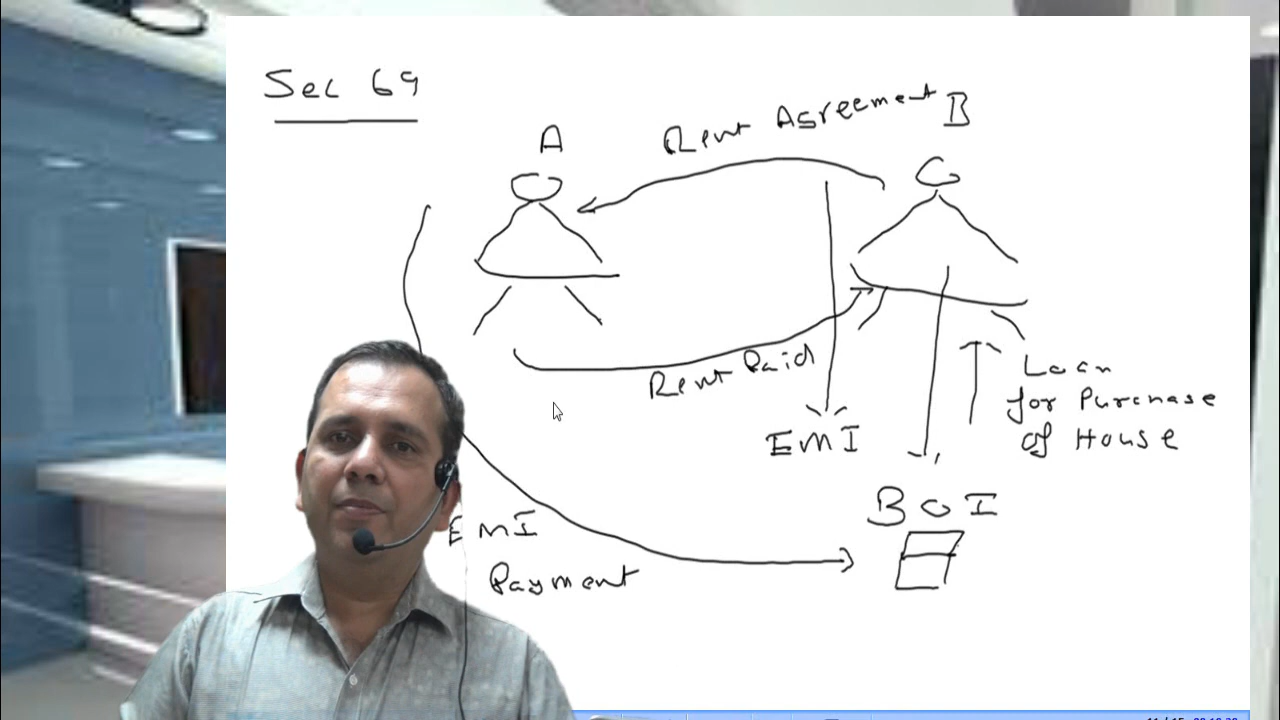 Sec 69
A
Rent Agreement
B
Rent Paid
EMI
Loan
for Purchase
of House
BOI
EMI
Payment